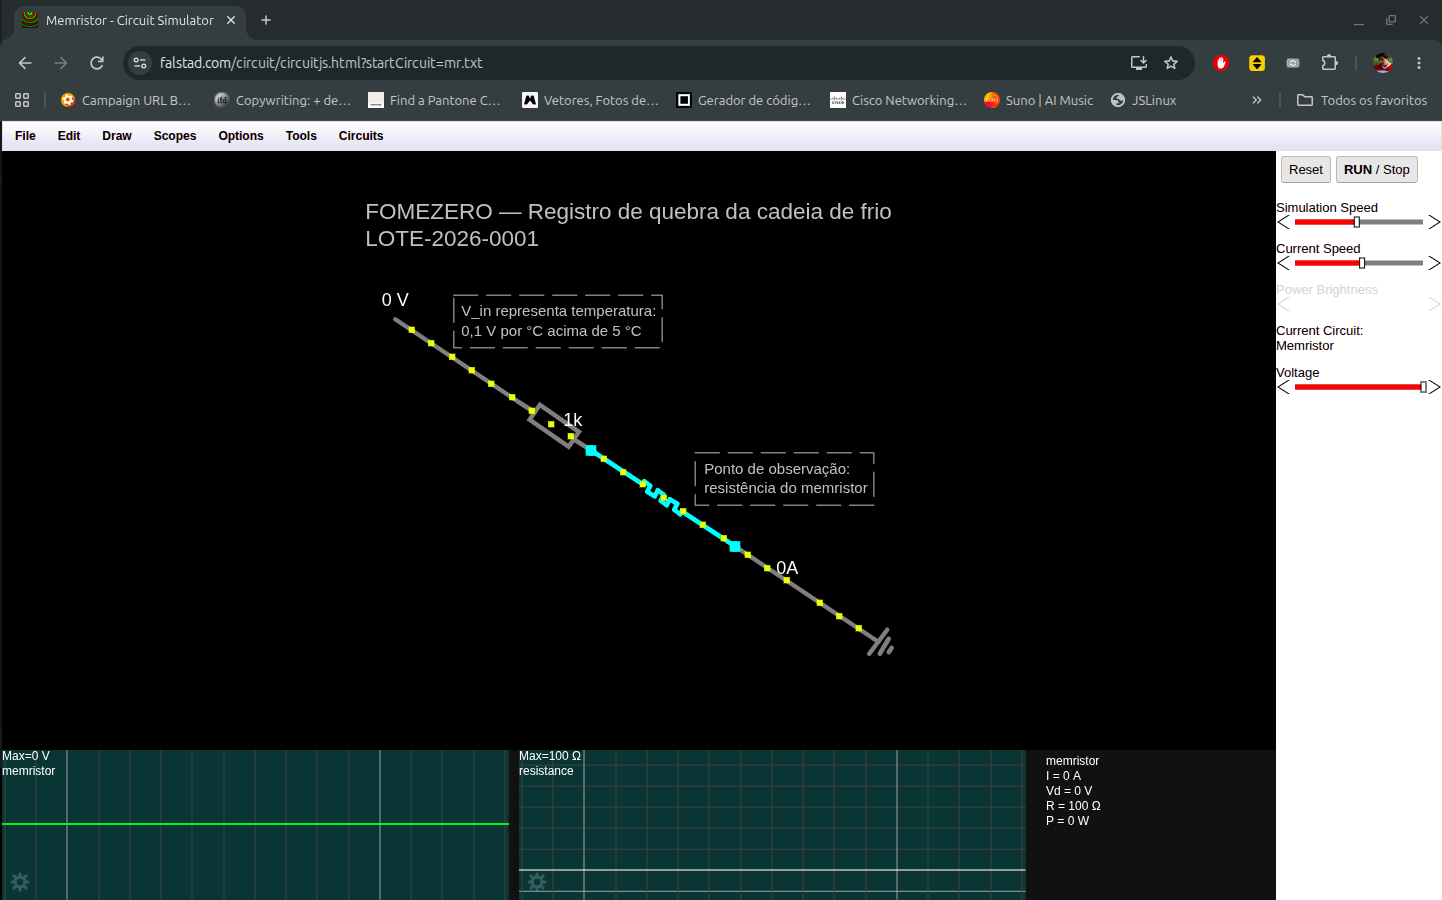 Memristor - Circuit Simulator
falstad.com/circuit/circuitjs.html?startCircuit=mr.txt
Campaign URL B...
Copywriting: + de...
Find a Pantone C...
Vetores, Fotos de...
Gerador de códig...
Cisco Networking...
Suno | AI Music
JSLinux
Todos os favoritos
File Edit Draw Scopes Options Tools Circuits
Reset
RUN / Stop
Simulation Speed
Current Speed
Power Brightness
Current Circuit:
Memristor
Voltage
FOMEZERO — Registro de quebra da cadeia de frio
LOTE-2026-0001
0 V
V_in representa temperatura:
0,1 V por °C acima de 5 °C
1k
Ponto de observação:
resistência do memristor
0A
Max=0 V
memristor
Max=100 Ω
resistance
memristor
I = 0 A
Vd = 0 V
R = 100 Ω
P = 0 W